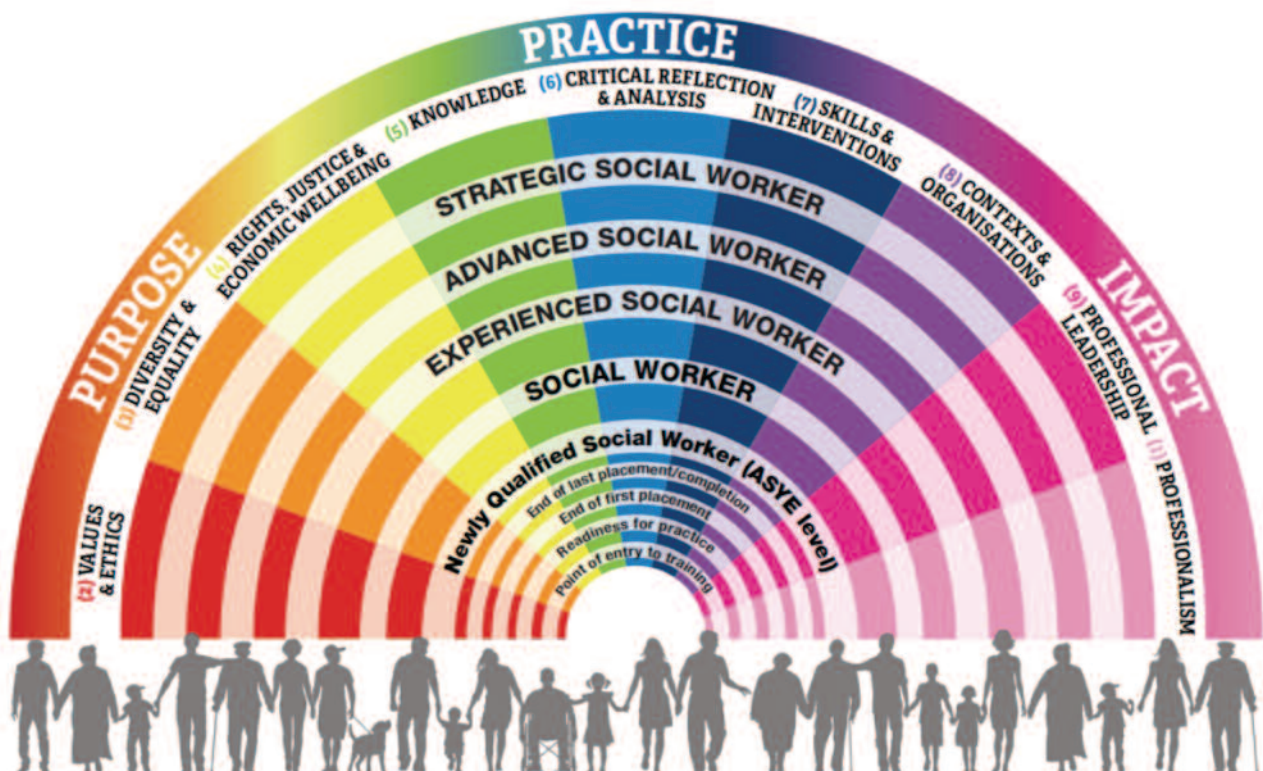 PURPOSE
PRACTICE
IMPACT
(2) VALUES
& ETHICS
(3) DIVERSITY &
EQUALITY
(4) RIGHTS, JUSTICE &
ECONOMIC WELLBEING
(5) KNOWLEDGE
(6) CRITICAL REFLECTION
& ANALYSIS
(7) SKILLS &
INTERVENTIONS
(8) CONTEXTS &
ORGANISATIONS
(9) PROFESSIONAL
LEADERSHIP
(1) PROFESSIONALISM
STRATEGIC SOCIAL WORKER
ADVANCED SOCIAL WORKER
EXPERIENCED SOCIAL WORKER
SOCIAL WORKER
Newly Qualified Social Worker (ASYE level)
End of last placement/completion
End of first placement
Readiness for practice
Point of entry to training